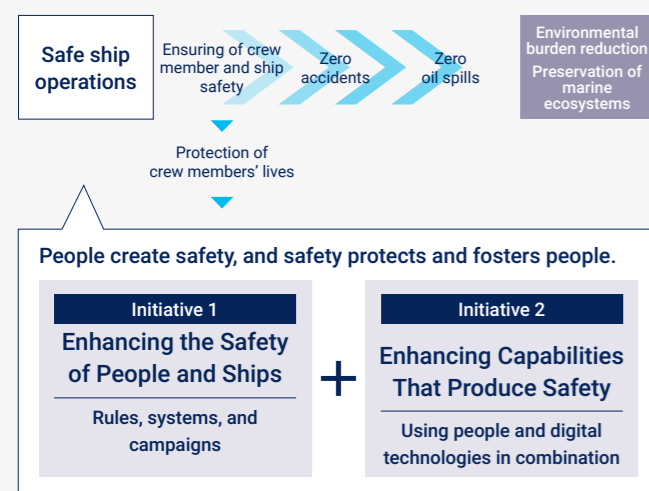 Safe ship
operations
Ensuring of crew
member and ship
safety
Zero
accidents
Zero
oil spills
Environmental
burden reduction
Preservation of
marine
ecosystems
Protection of
crew members’ lives
People create safety, and safety protects and fosters people.
Initiative 1
Enhancing the Safety
of People and Ships
Rules, systems, and
campaigns
+
Initiative 2
Enhancing Capabilities
That Produce Safety
Using people and digital
technologies in combination